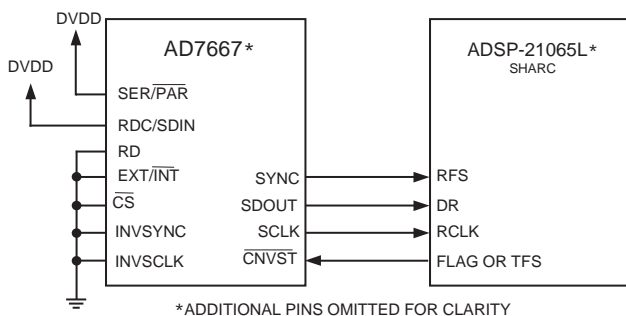 DVDD
DVDD
AD7667*
SER/PAR
RDC/SDIN
RD
EXT/INT
CS
INVSYNC
INVSCLK
SYNC
SDOUT
SCLK
CNVST
ADSP-21065L*
SHARC
RFS
DR
RCLK
FLAG OR TFS
*ADDITIONAL PINS OMITTED FOR CLARITY